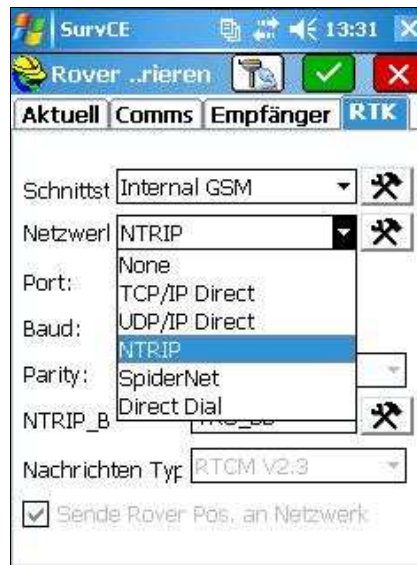 SurvCE 13:31
Rover ..rieren
Aktuell Comms Empfänger RTK
Schnittst Internal GSM
Netzwerl NTRIP
None
Port:
TCP/IP Direct
UDP/IP Direct
Baud:
NTRIP
Parity:
SpiderNet
Direct Dial
NTRIP_B
Nachrichten Typ RTCM V2.3
Sende Rover Pos. an Netzwerk